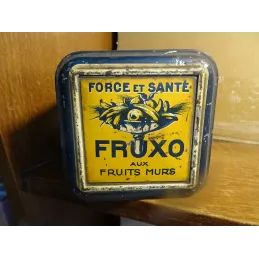 FORCE ET SANTÉ
FRUXO
AUX
FRUITS MURS